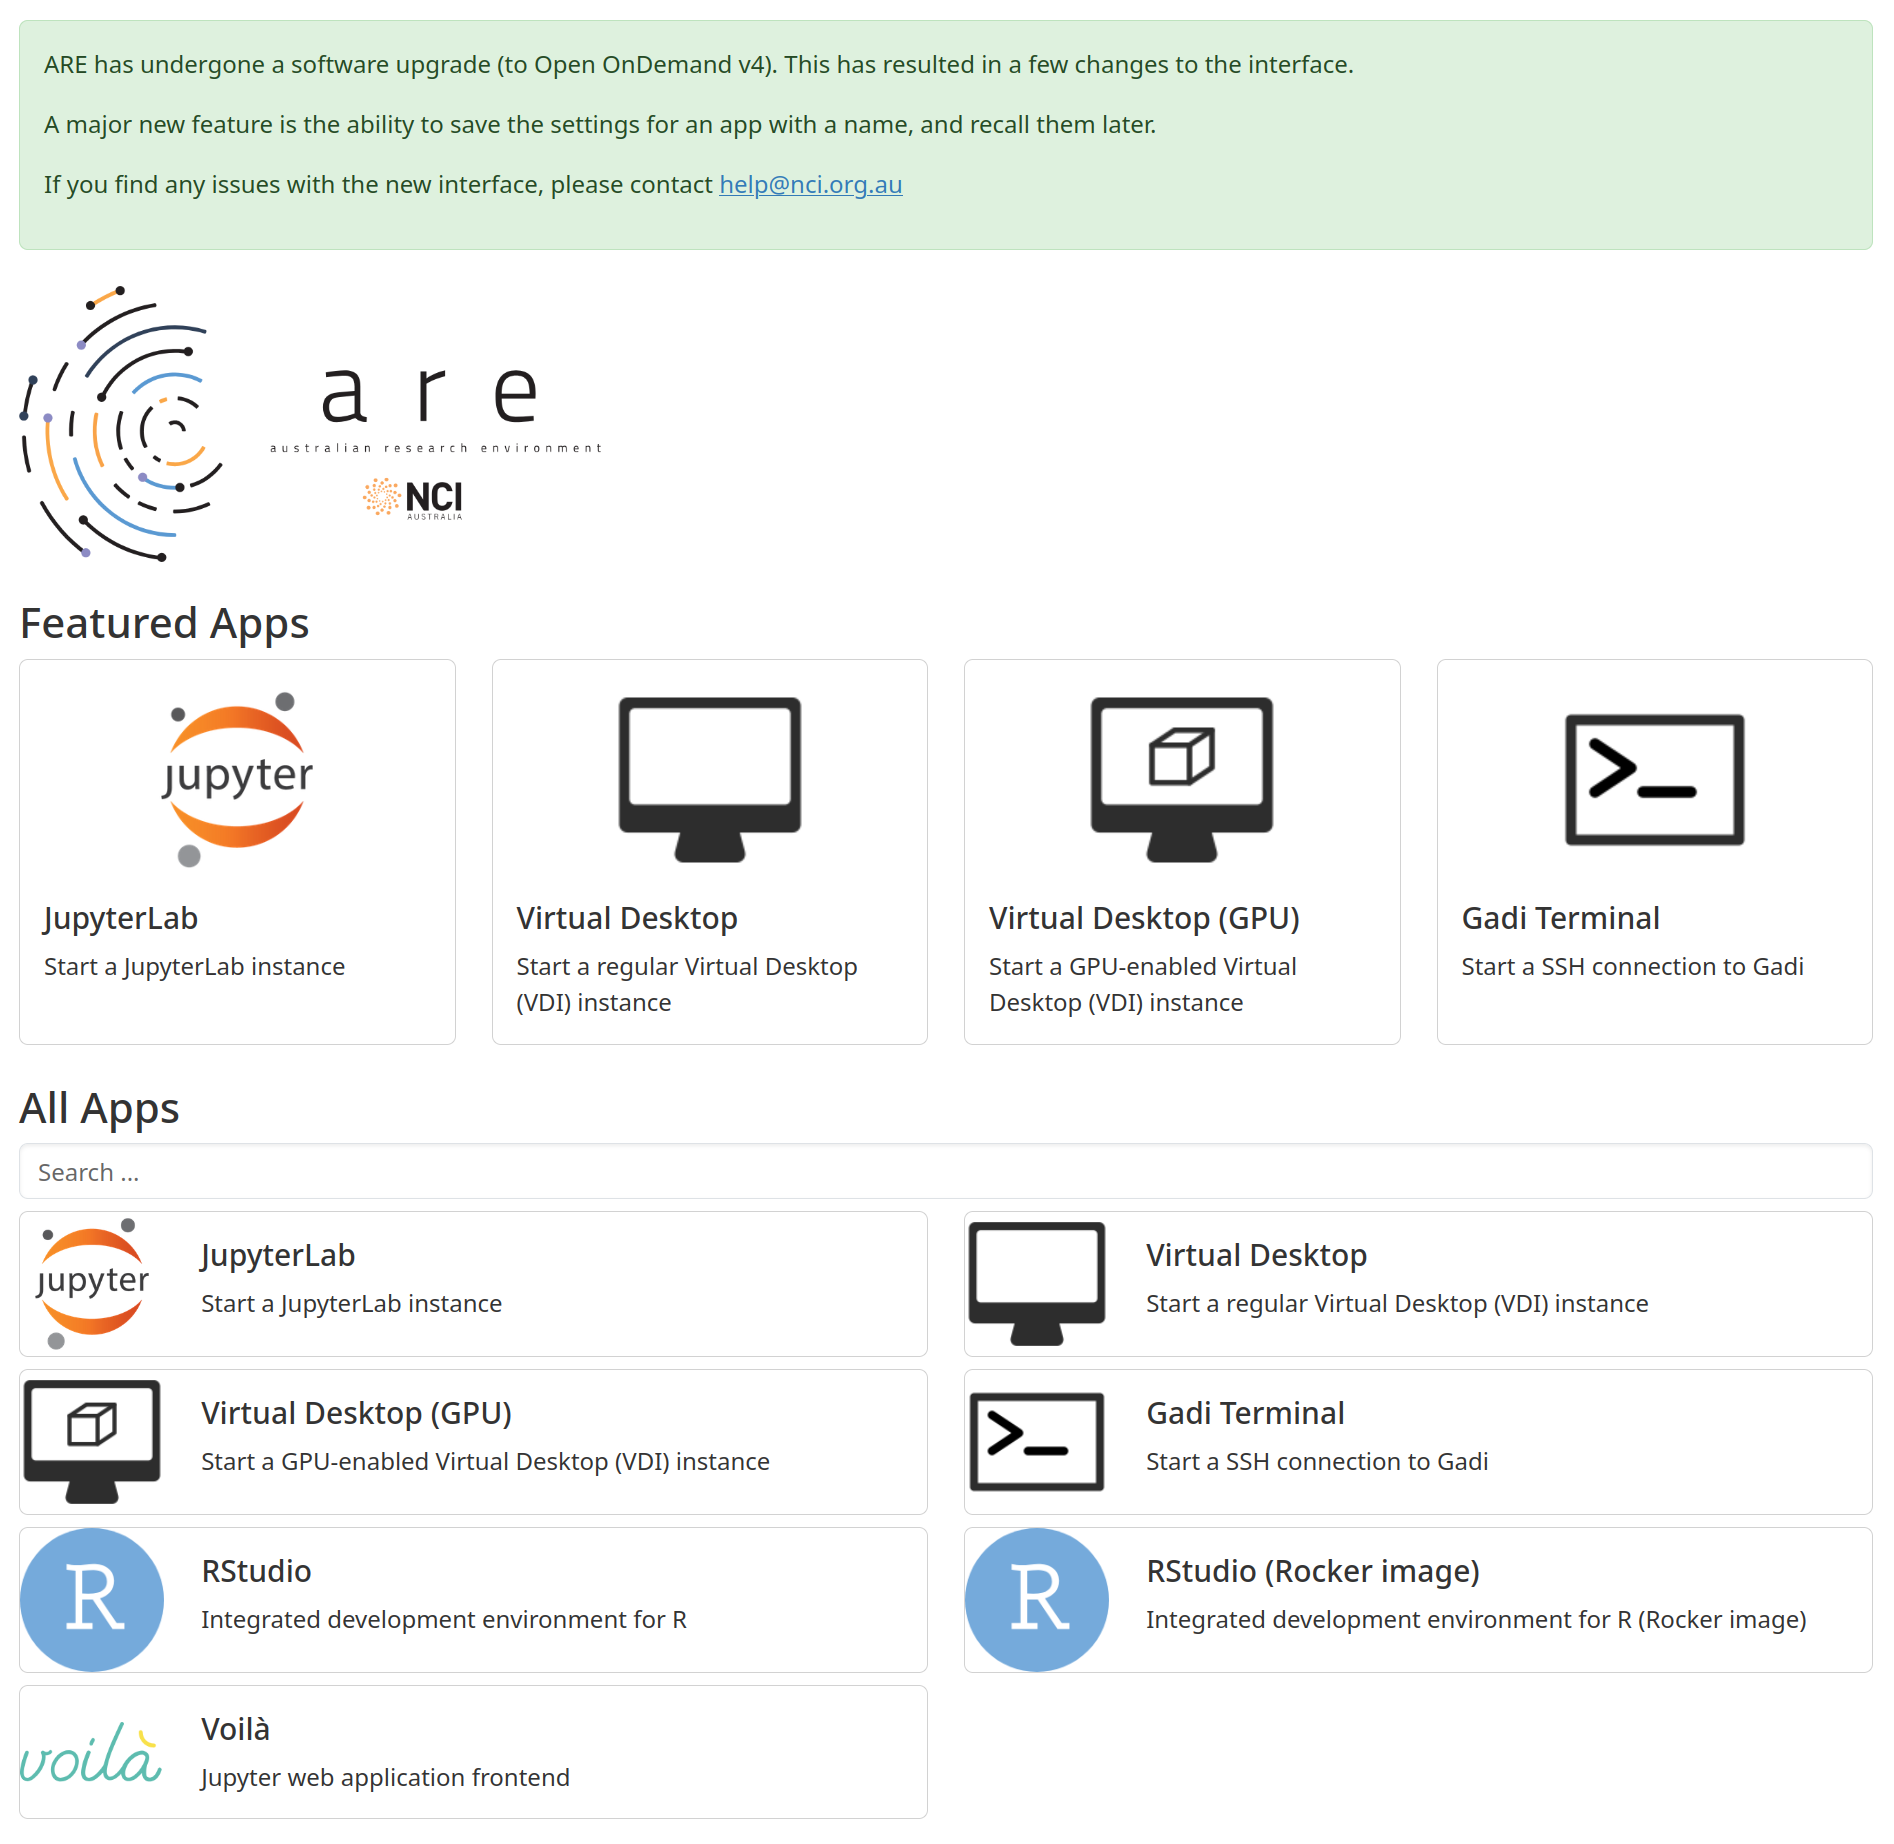 ARE has undergone a software upgrade (to Open OnDemand v4). This has resulted in a few changes to the interface.
A major new feature is the ability to save the settings for an app with a name, and recall them later.
If you find any issues with the new interface, please contact help@nci.org.au
are
australian research environment
NCI
AUSTRALIA
Featured Apps
jupyter
JupyterLab
Start a JupyterLab instance
Virtual Desktop
Start a regular Virtual Desktop
(VDI) instance
Virtual Desktop (GPU)
Start a GPU-enabled Virtual
Desktop (VDI) instance
>_
Gadi Terminal
Start a SSH connection to Gadi
All Apps
Search ...
jupyter
JupyterLab
Start a JupyterLab instance
Virtual Desktop
Start a regular Virtual Desktop (VDI) instance
Virtual Desktop (GPU)
Start a GPU-enabled Virtual Desktop (VDI) instance
>_
Gadi Terminal
Start a SSH connection to Gadi
R
RStudio
Integrated development environment for R
R
RStudio (Rocker image)
Integrated development environment for R (Rocker image)
voilà
Voilà
Jupyter web application frontend